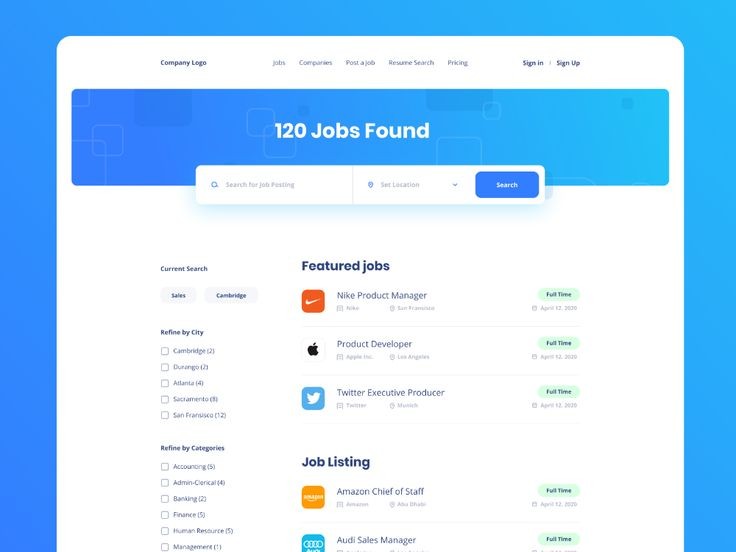 Company Logo
Jobs Companies Post a Job Resume Search Pricing
Sign in / Sign Up
120 Jobs Found
Search for Job Posting
Set Location
Search
Current Search
Sales Cambridge
Refine by City
Cambridge (2)
Durango (2)
Atlanta (4)
Sacramento (8)
San Fransisco (12)
Refine by Categories
Accounting (5)
Admin-Clerical (4)
Banking (2)
Finance (5)
Human Resource (5)
Management (1)
Featured jobs
Nike Product Manager
Full Time
Nike San Fransisco
April 12, 2020
Product Developer
Full Time
Apple Inc. Los Angeles
April 12, 2020
Twitter Executive Producer
Full Time
Twitter Munich
April 12, 2020
Job Listing
amazon
Amazon Chief of Staff
Full Time
Amazon Abu Dhabi
April 12, 2020
Audi Sales Manager
Full Time